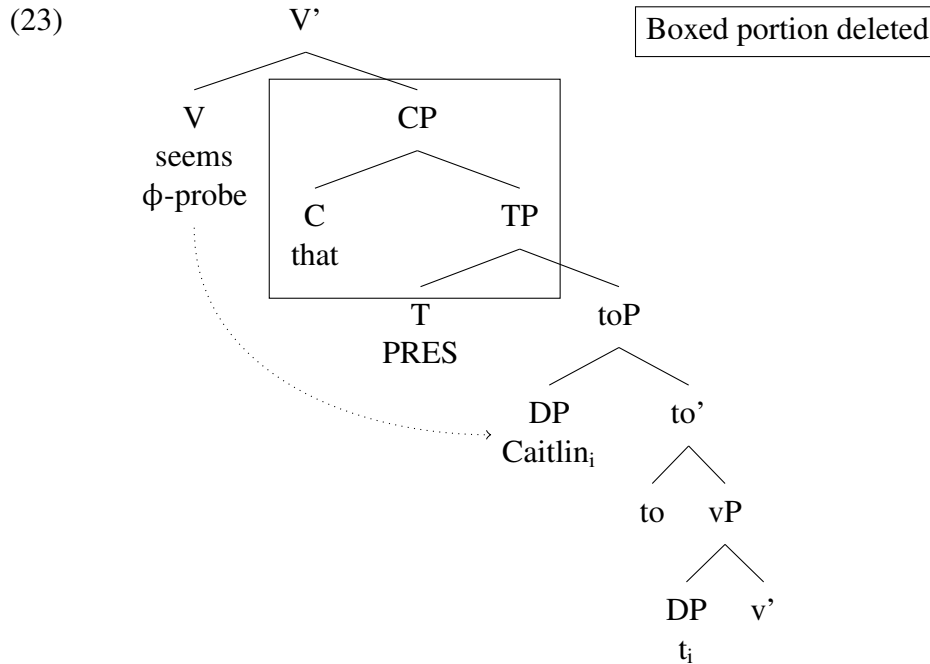 (23)
V’
Boxed portion deleted
V
CP
seems
ϕ-probe
C
TP
that
T
toP
PRES
DP
to’
Caitlinᵢ
to
vP
DP
v’
tᵢ